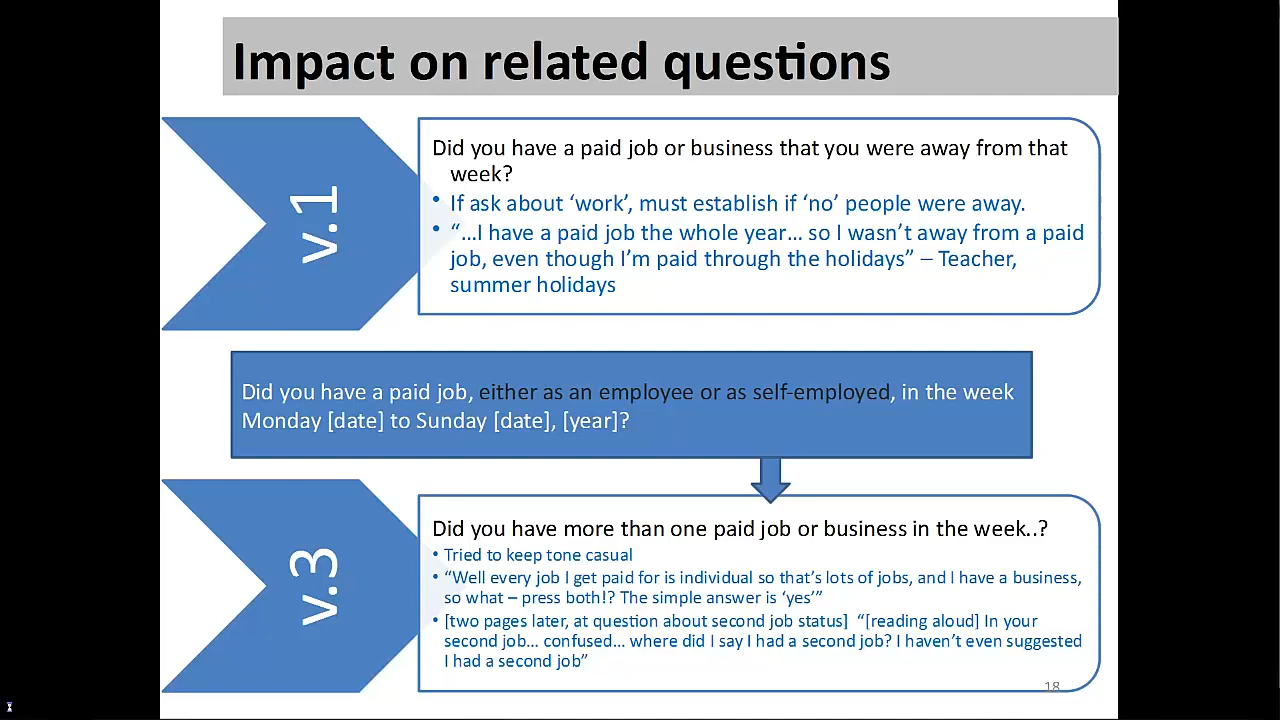 Impact on related questions
v.1
Did you have a paid job or business that you were away from that
week?
• If ask about ‘work’, must establish if ‘no’ people were away.
• “…I have a paid job the whole year… so I wasn’t away from a paid
job, even though I’m paid through the holidays” – Teacher,
summer holidays
Did you have a paid job, either as an employee or as self-employed, in the week
Monday [date] to Sunday [date], [year]?
v.3
Did you have more than one paid job or business in the week..?
• Tried to keep tone casual
• “Well every job I get paid for is individual so that’s lots of jobs, and I have a business,
so what – press both!? The simple answer is ‘yes’”
• [two pages later, at question about second job status] “[reading aloud] In your
second job… confused… where did I say I had a second job? I haven’t even suggested
I had a second job”
18